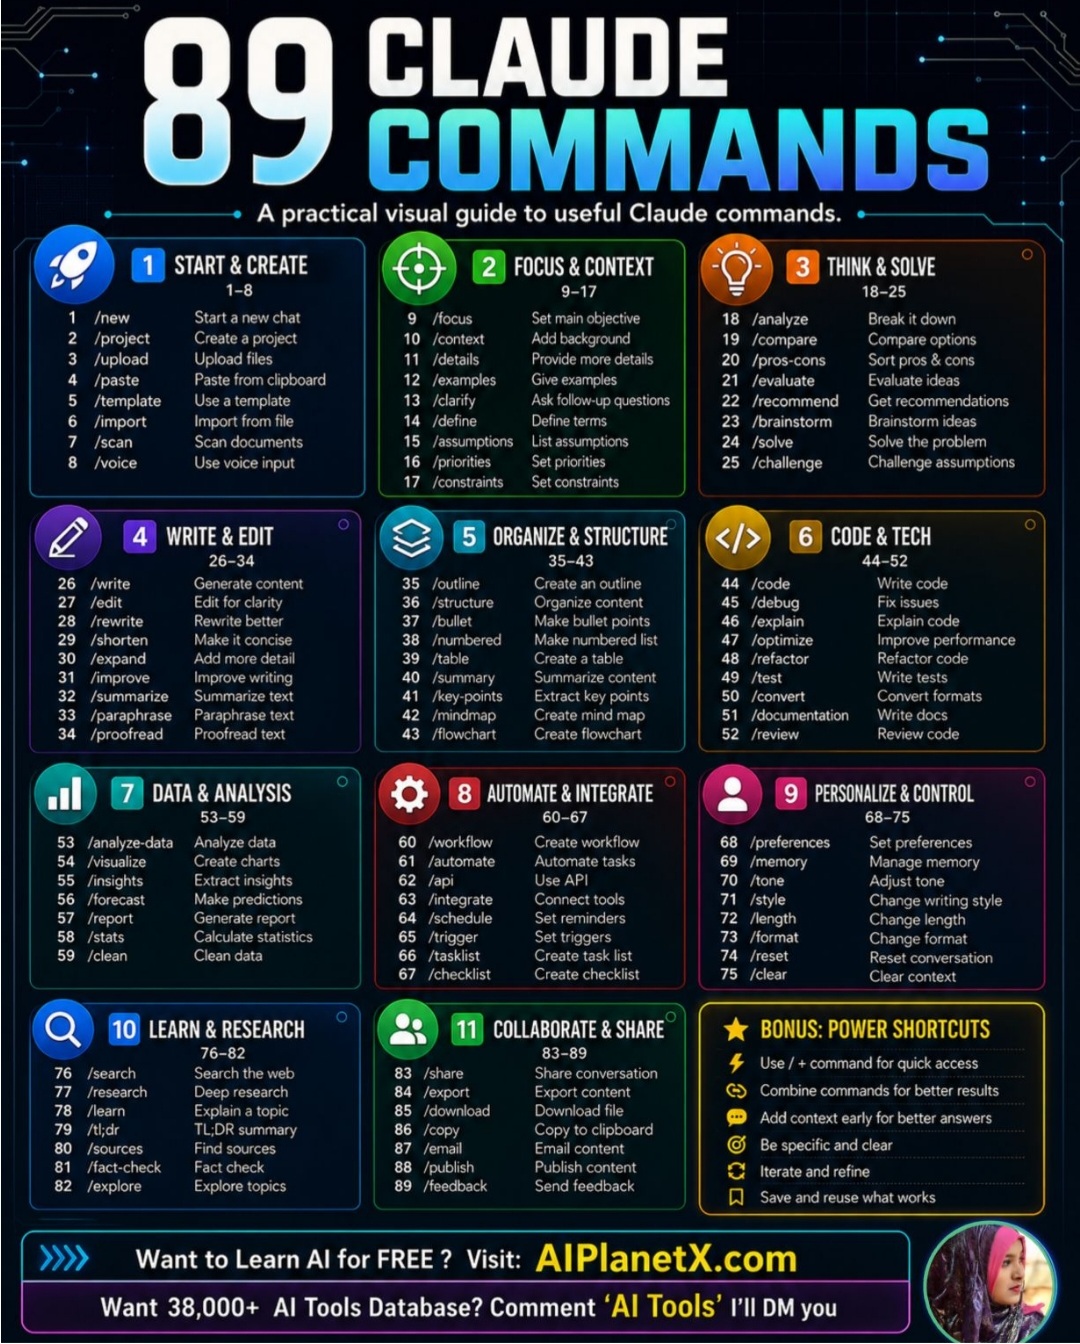 89 CLAUDE
COMMANDS
A practical visual guide to useful Claude commands.
1 START & CREATE
1–8
1 /new Start a new chat
2 /project Create a project
3 /upload Upload files
4 /paste Paste from clipboard
5 /template Use a template
6 /import Import from file
7 /scan Scan documents
8 /voice Use voice input
2 FOCUS & CONTEXT
9–17
9 /focus Set main objective
10 /context Add background
11 /details Provide more details
12 /examples Give examples
13 /clarify Ask follow-up questions
14 /define Define terms
15 /assumptions List assumptions
16 /priorities Set priorities
17 /constraints Set constraints
3 THINK & SOLVE
18–25
18 /analyze Break it down
19 /compare Compare options
20 /pros-cons Sort pros & cons
21 /evaluate Evaluate ideas
22 /recommend Get recommendations
23 /brainstorm Brainstorm ideas
24 /solve Solve the problem
25 /challenge Challenge assumptions
4 WRITE & EDIT
26–34
26 /write Generate content
27 /edit Edit for clarity
28 /rewrite Rewrite better
29 /shorten Make it concise
30 /expand Add more detail
31 /improve Improve writing
32 /summarize Summarize text
33 /paraphrase Paraphrase text
34 /proofread Proofread text
5 ORGANIZE & STRUCTURE
35–43
35 /outline Create an outline
36 /structure Organize content
37 /bullet Make bullet points
38 /numbered Make numbered list
39 /table Create a table
40 /summary Summarize content
41 /key-points Extract key points
42 /mindmap Create mind map
43 /flowchart Create flowchart
6 CODE & TECH
44–52
44 /code Write code
45 /debug Fix issues
46 /explain Explain code
47 /optimize Improve performance
48 /refactor Refactor code
49 /test Write tests
50 /convert Convert formats
51 /documentation Write docs
52 /review Review code
7 DATA & ANALYSIS
53–59
53 /analyze-data Analyze data
54 /visualize Create charts
55 /insights Extract insights
56 /forecast Make predictions
57 /report Generate report
58 /stats Calculate statistics
59 /clean Clean data
8 AUTOMATE & INTEGRATE
60–67
60 /workflow Create workflow
61 /automate Automate tasks
62 /api Use API
63 /integrate Connect tools
64 /schedule Set reminders
65 /trigger Set triggers
66 /tasklist Create task list
67 /checklist Create checklist
9 PERSONALIZE & CONTROL
68–75
68 /preferences Set preferences
69 /memory Manage memory
70 /tone Adjust tone
71 /style Change writing style
72 /length Change length
73 /format Change format
74 /reset Reset conversation
75 /clear Clear context
10 LEARN & RESEARCH
76–82
76 /search Search the web
77 /research Deep research
78 /learn Explain a topic
79 /tl;dr TL;DR summary
80 /sources Find sources
81 /fact-check Fact check
82 /explore Explore topics
11 COLLABORATE & SHARE
83–89
83 /share Share conversation
84 /export Export content
85 /download Download file
86 /copy Copy to clipboard
87 /email Email content
88 /publish Publish content
89 /feedback Send feedback
BONUS: POWER SHORTCUTS
Use / + command for quick access
Combine commands for better results
Add context early for better answers
Be specific and clear
Iterate and refine
Save and reuse what works
Want to Learn AI for FREE ? Visit: AIPlanetX.com
Want 38,000+ AI Tools Database? Comment ‘AI Tools’ I'll DM you